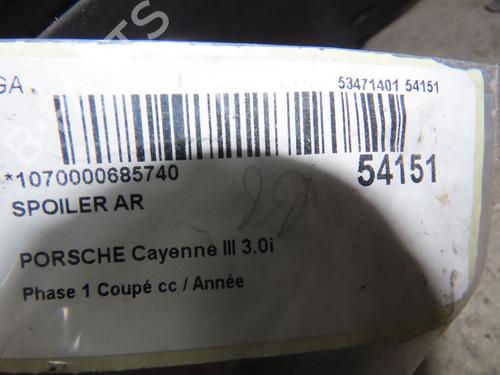 GA
53471401 54151
*1070000685740
54151
SPOILER AR
PORSCHE Cayenne III 3.0i
Phase 1 Coupé cc / Année